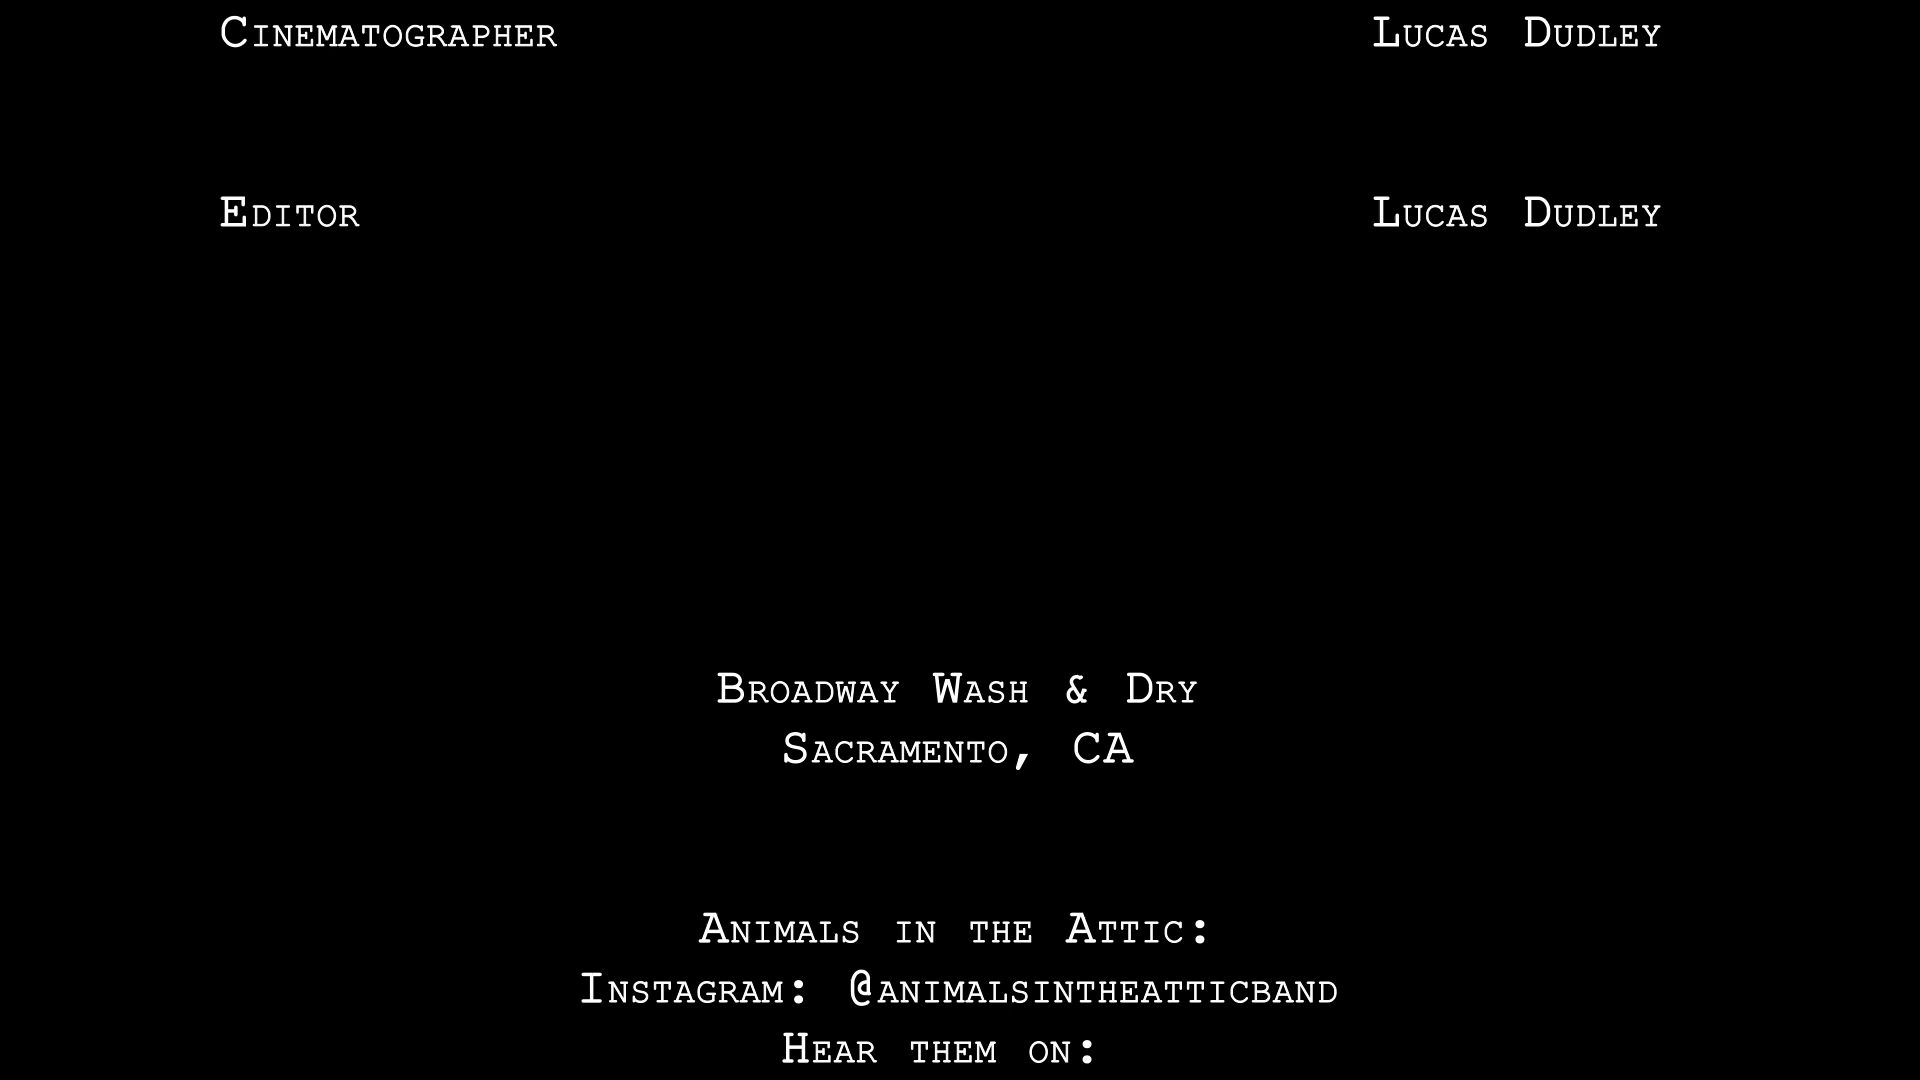 Cinematographer Lucas Dudley
Editor Lucas Dudley
Broadway Wash & Dry
Sacramento, CA
Animals in the Attic:
Instagram: @animalsintheatticband
Hear them on: